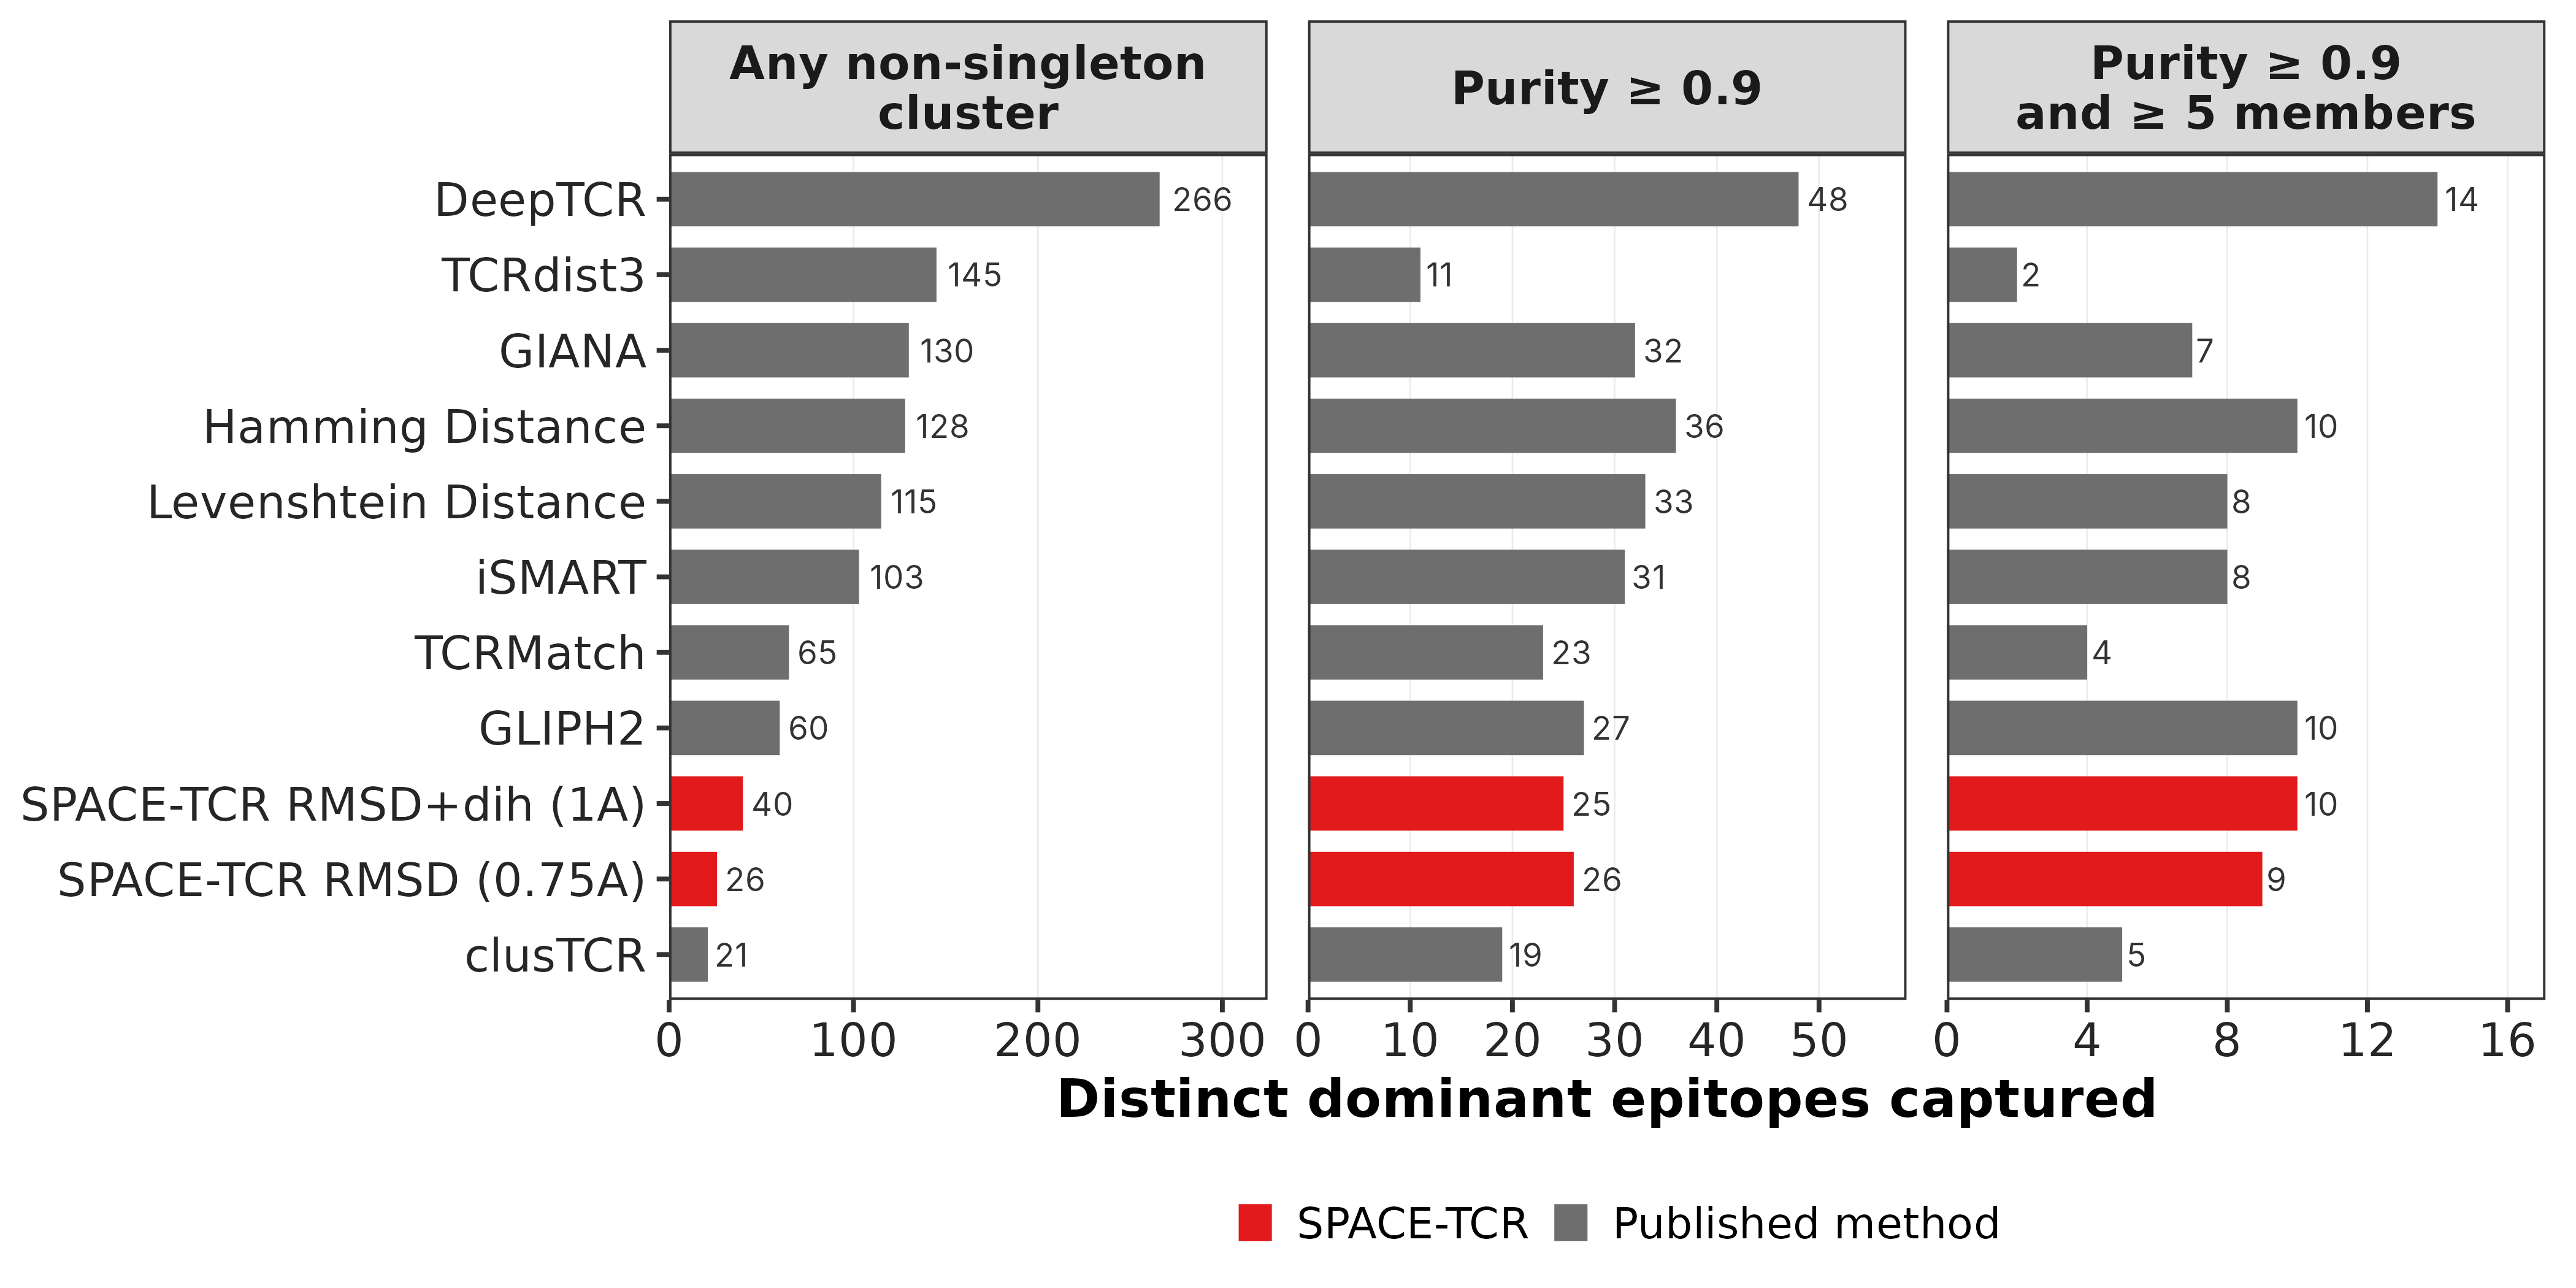 Any non-singleton
cluster
Purity ≥ 0.9
Purity ≥ 0.9
and ≥ 5 members
DeepTCR 266 48 14
TCRdist3 145 11 2
GIANA 130 32 7
Hamming Distance 128 36 10
Levenshtein Distance 115 33 8
iSMART 103 31 8
TCRMatch 65 23 4
GLIPH2 60 27 10
SPACE-TCR RMSD+dih (1A) 40 25 10
SPACE-TCR RMSD (0.75A) 26 26 9
clusTCR 21 19 5
0 100 200 300 0 10 20 30 40 50 0 4 8 12 16
Distinct dominant epitopes captured
SPACE-TCR Published method